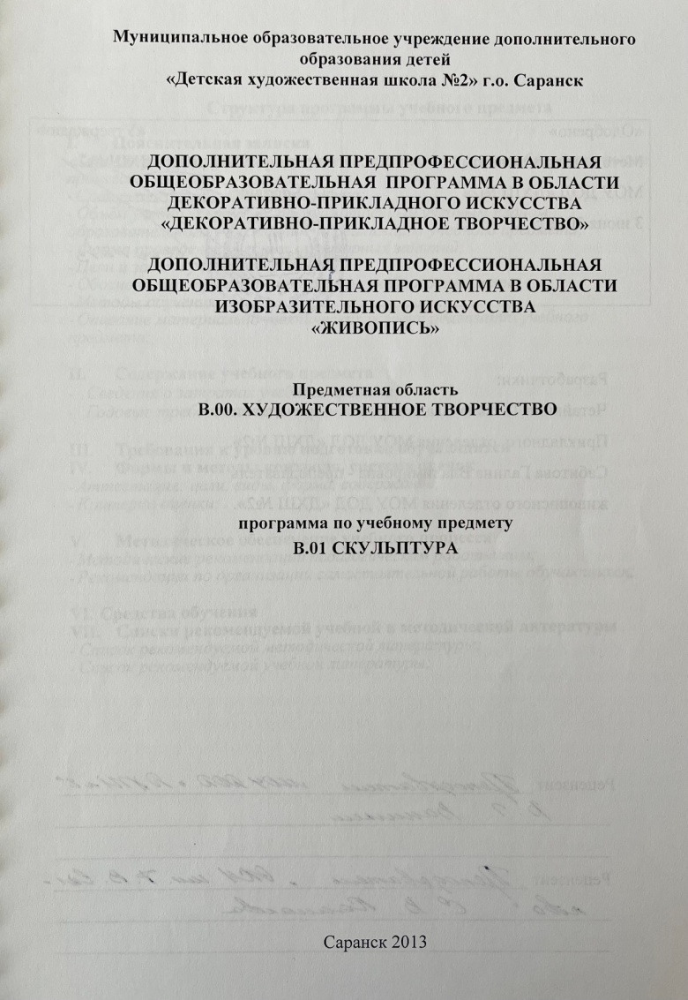 Муниципальное образовательное учреждение дополнительного
образования детей
«Детская художественная школа №2» г.о. Саранск
ДОПОЛНИТЕЛЬНАЯ ПРЕДПРОФЕССИОНАЛЬНАЯ
ОБЩЕОБРАЗОВАТЕЛЬНАЯ ПРОГРАММА В ОБЛАСТИ
ДЕКОРАТИВНО-ПРИКЛАДНОГО ИСКУССТВА
«ДЕКОРАТИВНО-ПРИКЛАДНОЕ ТВОРЧЕСТВО»
ДОПОЛНИТЕЛЬНАЯ ПРЕДПРОФЕССИОНАЛЬНАЯ
ОБЩЕОБРАЗОВАТЕЛЬНАЯ ПРОГРАММА В ОБЛАСТИ
ИЗОБРАЗИТЕЛЬНОГО ИСКУССТВА
«ЖИВОПИСЬ»
Предметная область
В.00. ХУДОЖЕСТВЕННОЕ ТВОРЧЕСТВО
программа по учебному предмету
В.01 СКУЛЬПТУРА
Саранск 2013